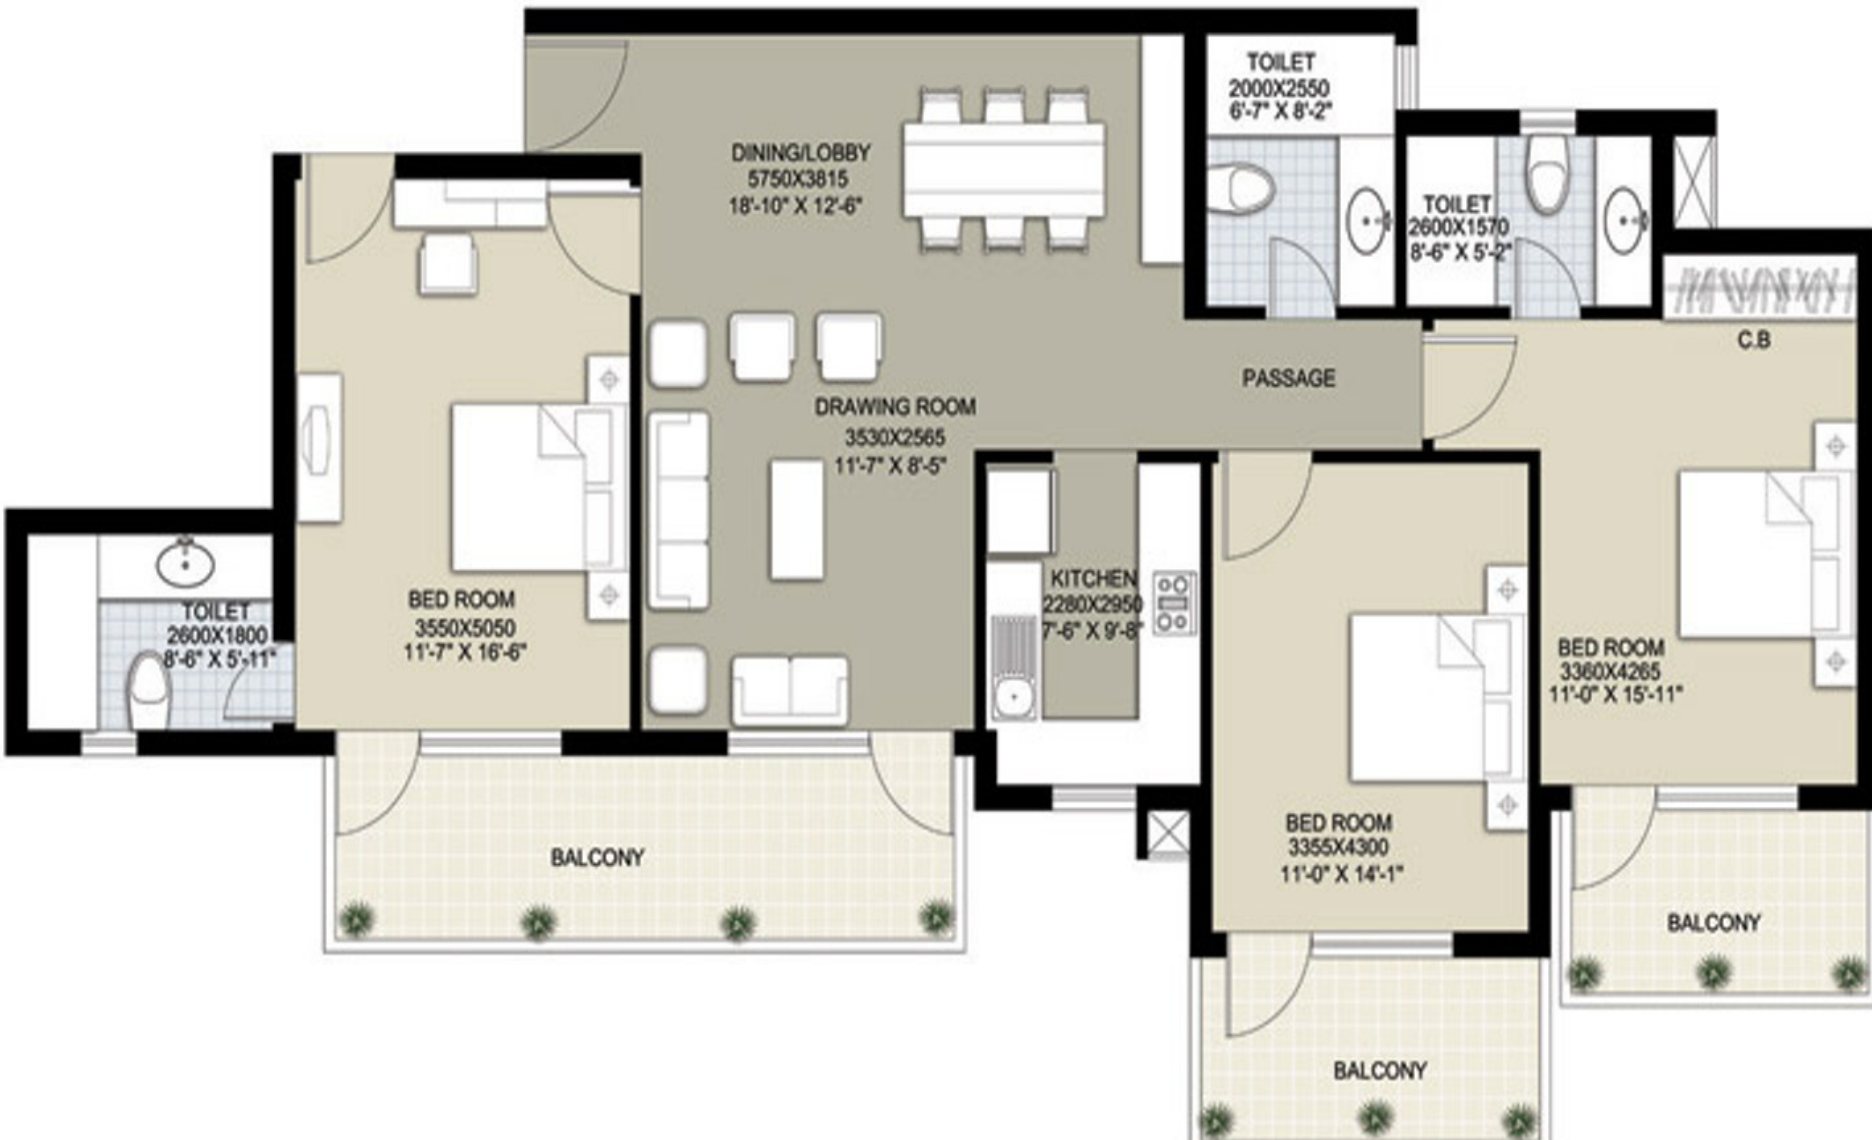 TOILET
2000X2550
6'-7" X 8'-2"
DINING/LOBBY
5750X3815
18'-10" X 12'-6"
TOILET
2600X1570
8'-6" X 5'-2"
C.B
PASSAGE
DRAWING ROOM
3530X2565
11'-7" X 8'-5"
KITCHEN
2280X2950
7'-6" X 9'-8"
BED ROOM
3550X5050
11'-7" X 16'-6"
TOILET
2600X1800
8'-6" X 5'-11"
BED ROOM
3360X4265
11'-0" X 15'-11"
BED ROOM
3355X4300
11'-0" X 14'-1"
BALCONY
BALCONY
BALCONY